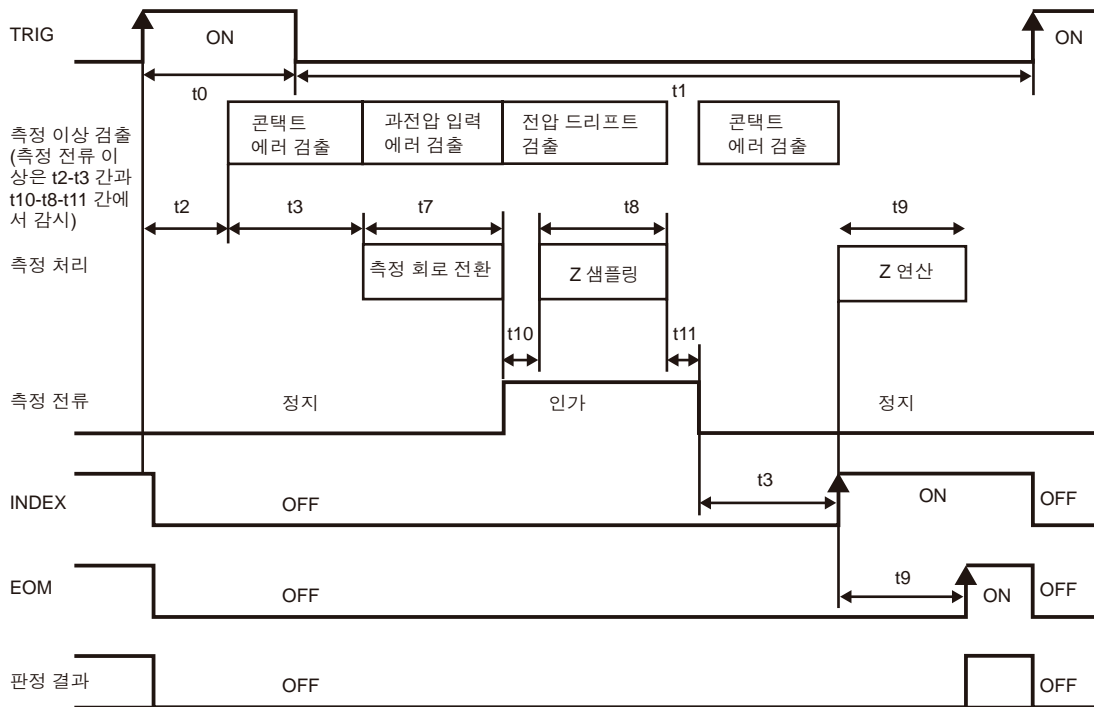 TRIG
ON
ON
t0
t1
측정 이상 검출
(측정 전류 이
상은 t2-t3 간과
t10-t8-t11 간에
서 감시)
콘택트
에러 검출
과전압 입력
에러 검출
전압 드리프트
검출
콘택트
에러 검출
t2
t3
t7
t8
t9
측정 처리
측정 회로 전환
Z 샘플링
Z 연산
t10
t11
측정 전류
정지
인가
정지
t3
INDEX
OFF
ON
OFF
t9
EOM
OFF
ON
OFF
판정 결과
OFF
OFF